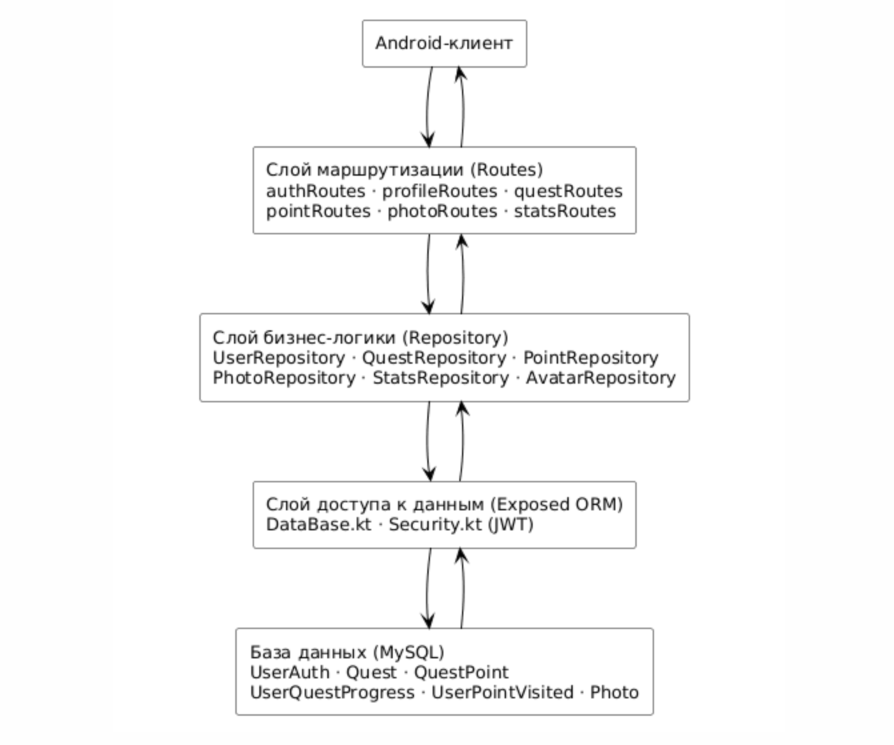 Android-клиент
Слой маршрутизации (Routes)
authRoutes · profileRoutes · questRoutes
pointRoutes · photoRoutes · statsRoutes
Слой бизнес-логики (Repository)
UserRepository · QuestRepository · PointRepository
PhotoRepository · StatsRepository · AvatarRepository
Слой доступа к данным (Exposed ORM)
DataBase.kt · Security.kt (JWT)
База данных (MySQL)
UserAuth · Quest · QuestPoint
UserQuestProgress · UserPointVisited · Photo